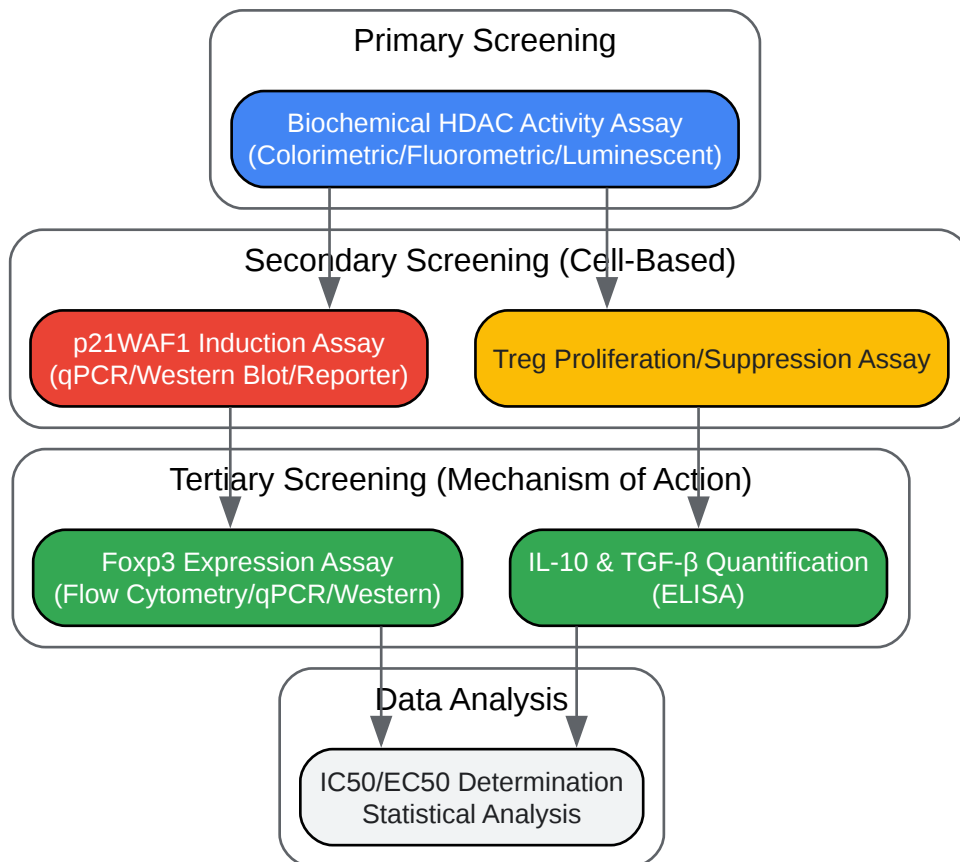 Primary Screening
Biochemical HDAC Activity Assay
(Colorimetric/Fluorometric/Luminescent)
Secondary Screening (Cell-Based)
p21WAF1 Induction Assay
(qPCR/Western Blot/Reporter)
Treg Proliferation/Suppression Assay
Tertiary Screening (Mechanism of Action)
Foxp3 Expression Assay
(Flow Cytometry/qPCR/Western)
IL-10 & TGF-β Quantification
(ELISA)
Data Analysis
IC50/EC50 Determination
Statistical Analysis